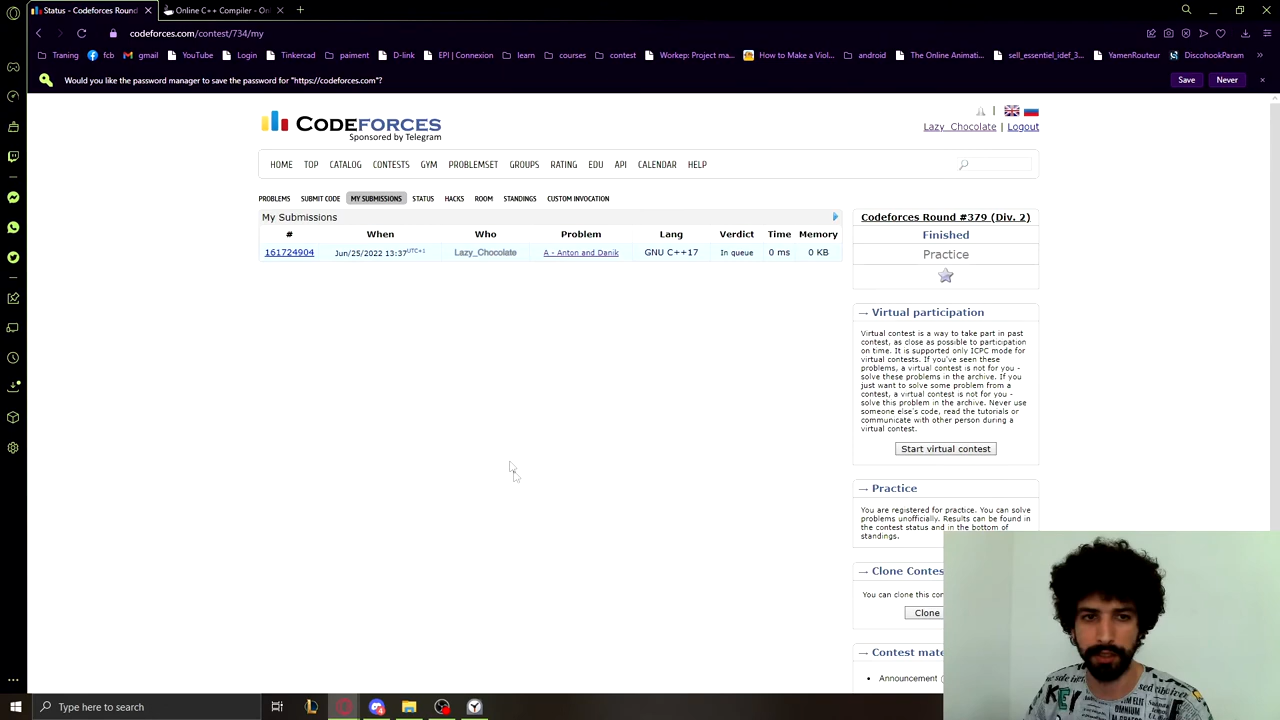 Status - Codeforces Round
Online C++ Compiler - On
codeforces.com/contest/734/my
Traning fcb gmail YouTube Login Tinkercad paiment D-link EPI | Connexion learn courses contest Workep: Project ma... How to Make a Viol... android The Online Animati... sell_essentiel_idef_3... YamenRouteur DiscohookParam
Would you like the password manager to save the password for "https://codeforces.com"?
Save Never
CODEFORCES
Sponsored by Telegram
Lazy_Chocolate | Logout
HOME TOP CATALOG CONTESTS GYM PROBLEMSET GROUPS RATING EDU API CALENDAR HELP
PROBLEMS SUBMIT CODE MY SUBMISSIONS STATUS HACKS ROOM STANDINGS CUSTOM INVOCATION
My Submissions
# When Who Problem Lang Verdict Time Memory
161724904 Jun/25/2022 13:37UTC+1 Lazy_Chocolate A - Anton and Danik GNU C++17 In queue 0 ms 0 KB
Codeforces Round #379 (Div. 2)
Finished
Practice
→ Virtual participation
Virtual contest is a way to take part in past
contest, as close as possible to participation
on time. It is supported only ICPC mode for
virtual contests. If you've seen these
problems, a virtual contest is not for you -
solve these problems in the archive. If you
just want to solve some problem from a
contest, a virtual contest is not for you -
solve this problem in the archive. Never use
someone else's code, read the tutorials or
communicate with other person during a
virtual contest.
Start virtual contest
→ Practice
You are registered for practice. You can solve
problems unofficially. Results can be found in
the contest status and in the bottom of
standings.
→ Clone Contes
You can clone this con
Clone
→ Contest mate
Announcement
Type here to search